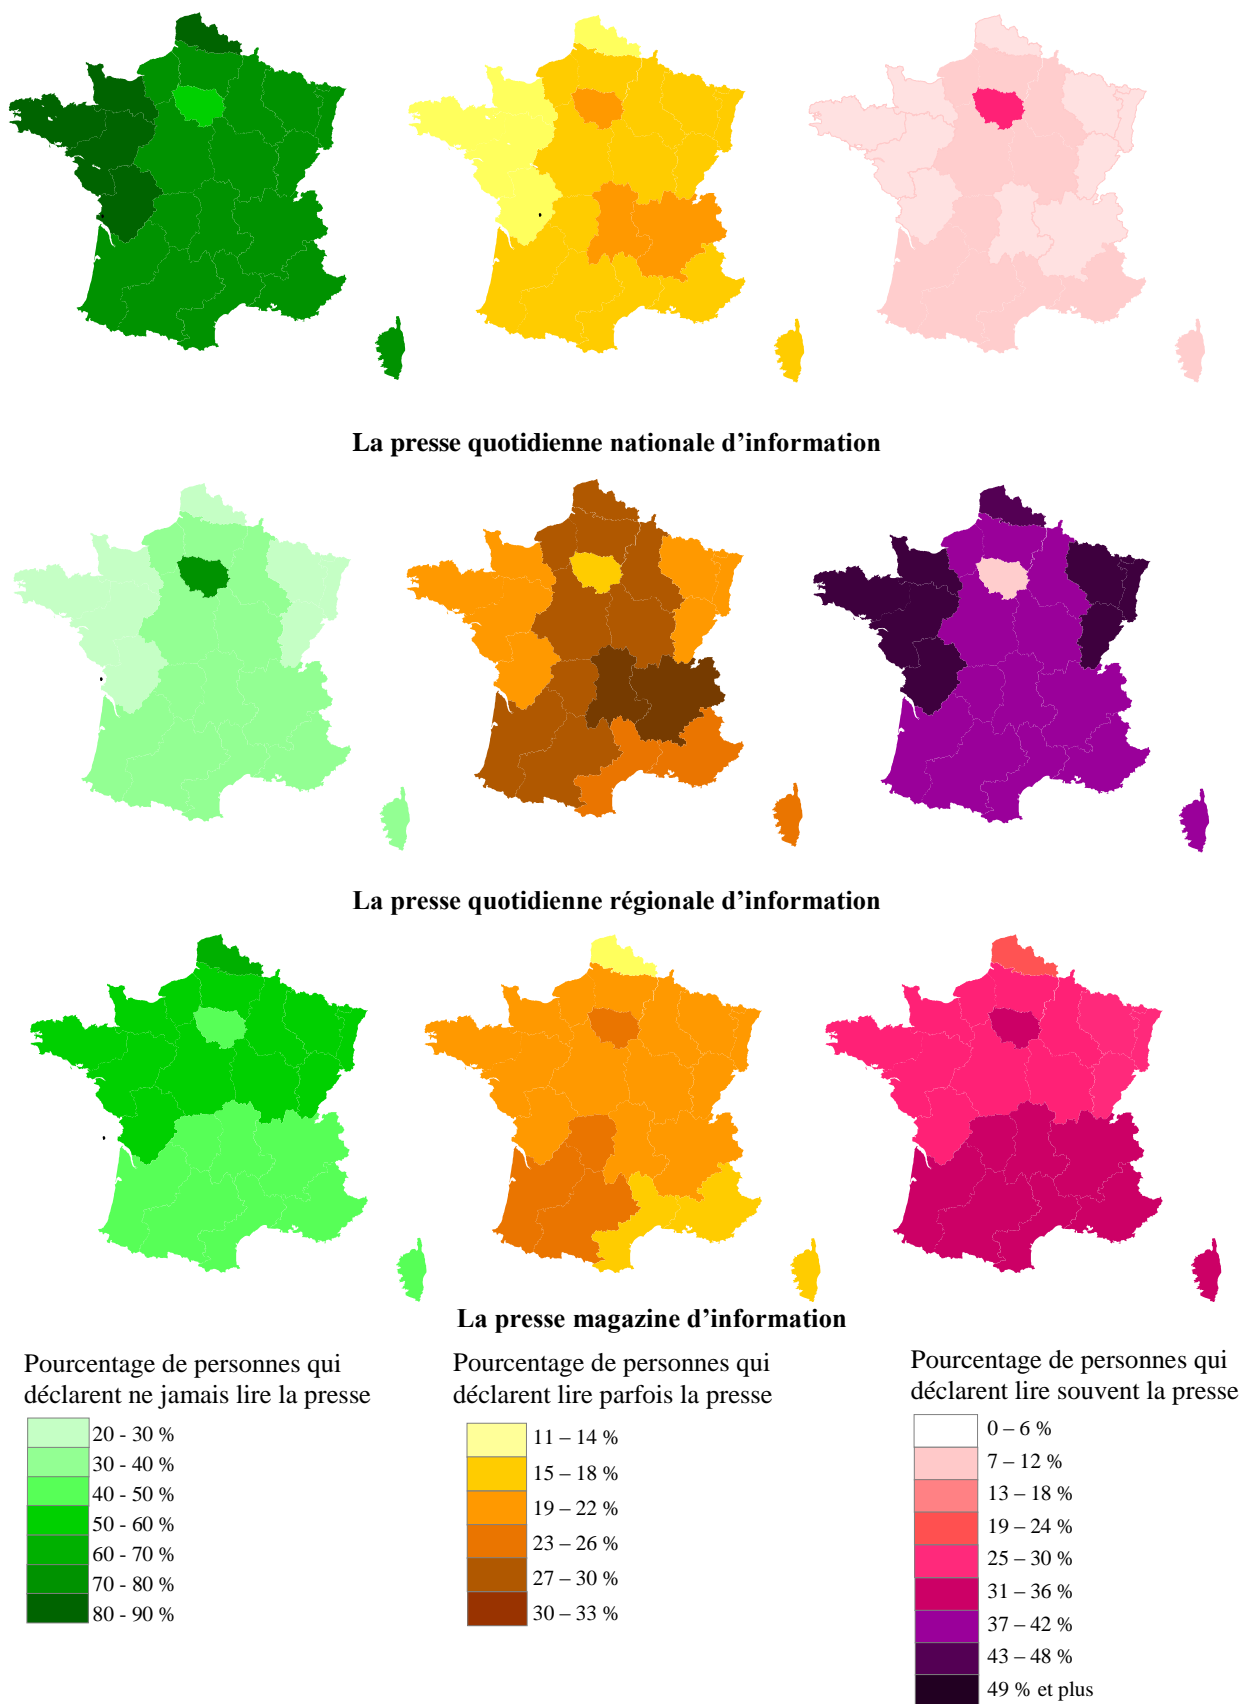 La presse quotidienne nationale d’information
La presse quotidienne régionale d’information
La presse magazine d’information
Pourcentage de personnes qui
déclarent ne jamais lire la presse
20 - 30 %
30 - 40 %
40 - 50 %
50 - 60 %
60 - 70 %
70 - 80 %
80 - 90 %
Pourcentage de personnes qui
déclarent lire parfois la presse
11 – 14 %
15 – 18 %
19 – 22 %
23 – 26 %
27 – 30 %
30 – 33 %
Pourcentage de personnes qui
déclarent lire souvent la presse
0 – 6 %
7 – 12 %
13 – 18 %
19 – 24 %
25 – 30 %
31 – 36 %
37 – 42 %
43 – 48 %
49 % et plus